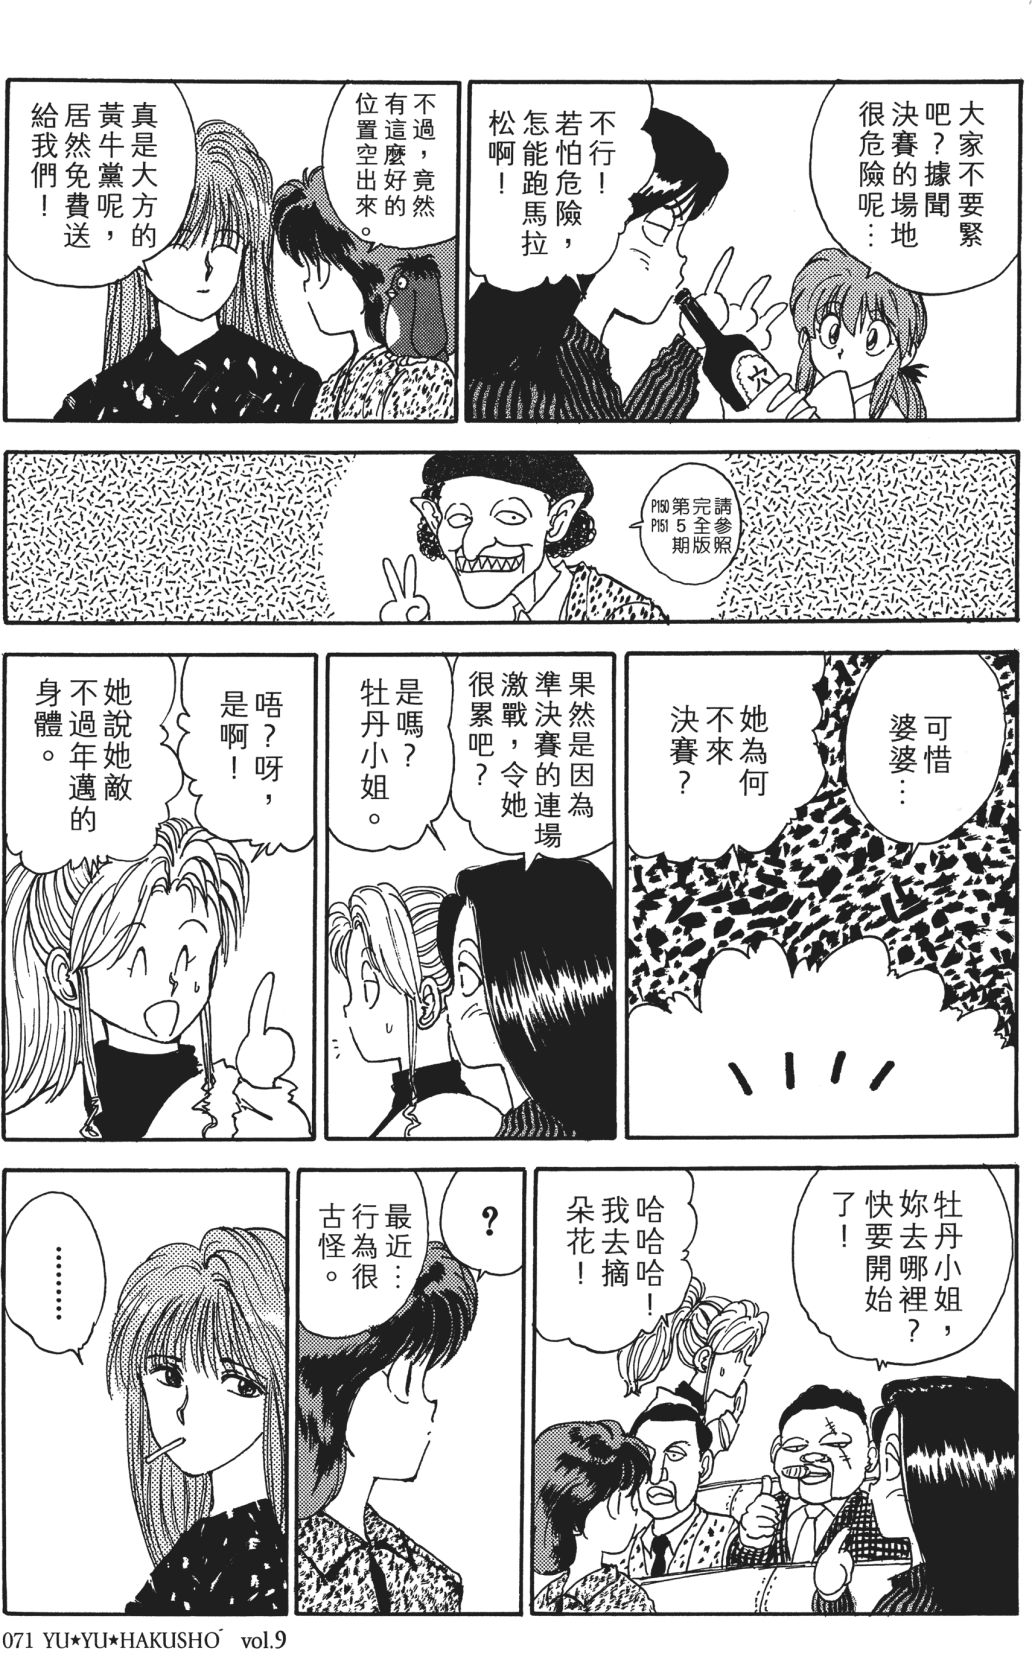 大家不要緊
吧？據聞
決賽的場地
很危險呢…
不行！
若怕危險，
怎能跑馬拉
松啊！
穴
不過，竟然
有這麼好的
位置空出來。
真是大方的
黃牛黨呢，
居然免費送
給我們！
請參照
完全版
第5期
P150
P151
可惜
婆婆…
她為何
不來
決賽？
果然是因為
準決賽的連場
激戰，令她
很累吧？
是嗎？
牡丹小姐。
唔？呀，
是啊！
她說她敵
不過年邁的
身體。
牡丹小姐，
妳去哪裡？
快要開始
了！
哈哈哈！
我去摘
朵花！
？
最近…
行為很
古怪。
………
071 YU★YU★HAKUSHO vol.9